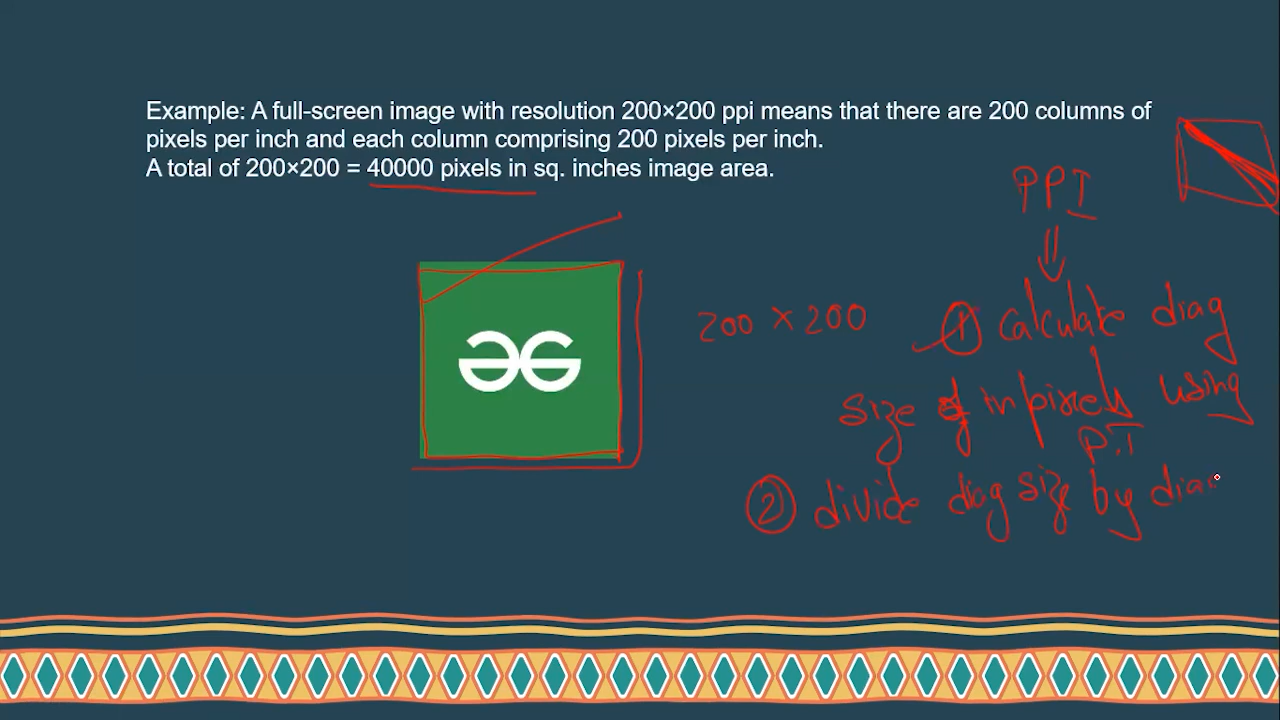 Example: A full-screen image with resolution 200×200 ppi means that there are 200 columns of
pixels per inch and each column comprising 200 pixels per inch.
A total of 200×200 = 40000 pixels in sq. inches image area.
PPI
⇓
200 × 200
① Calculate diag
size in pixels using
P.T
② divide diag size by diag